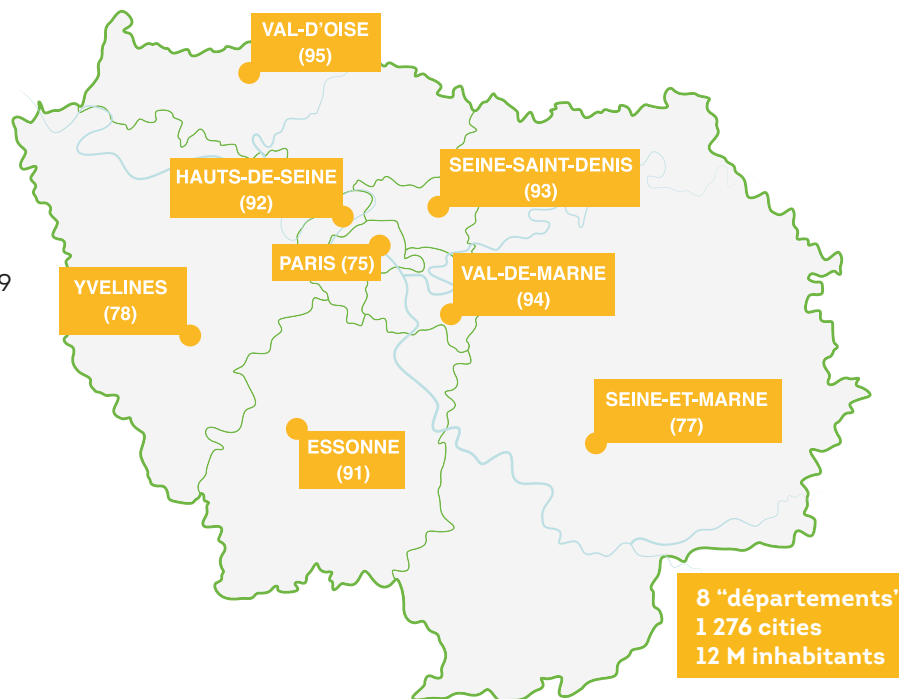 VAL-D'OISE
(95)
HAUTS-DE-SEINE
(92)
SEINE-SAINT-DENIS
(93)
PARIS (75)
9
YVELINES
(78)
VAL-DE-MARNE
(94)
SEINE-ET-MARNE
(77)
ESSONNE
(91)
8 “départements"
1 276 cities
12 M inhabitants